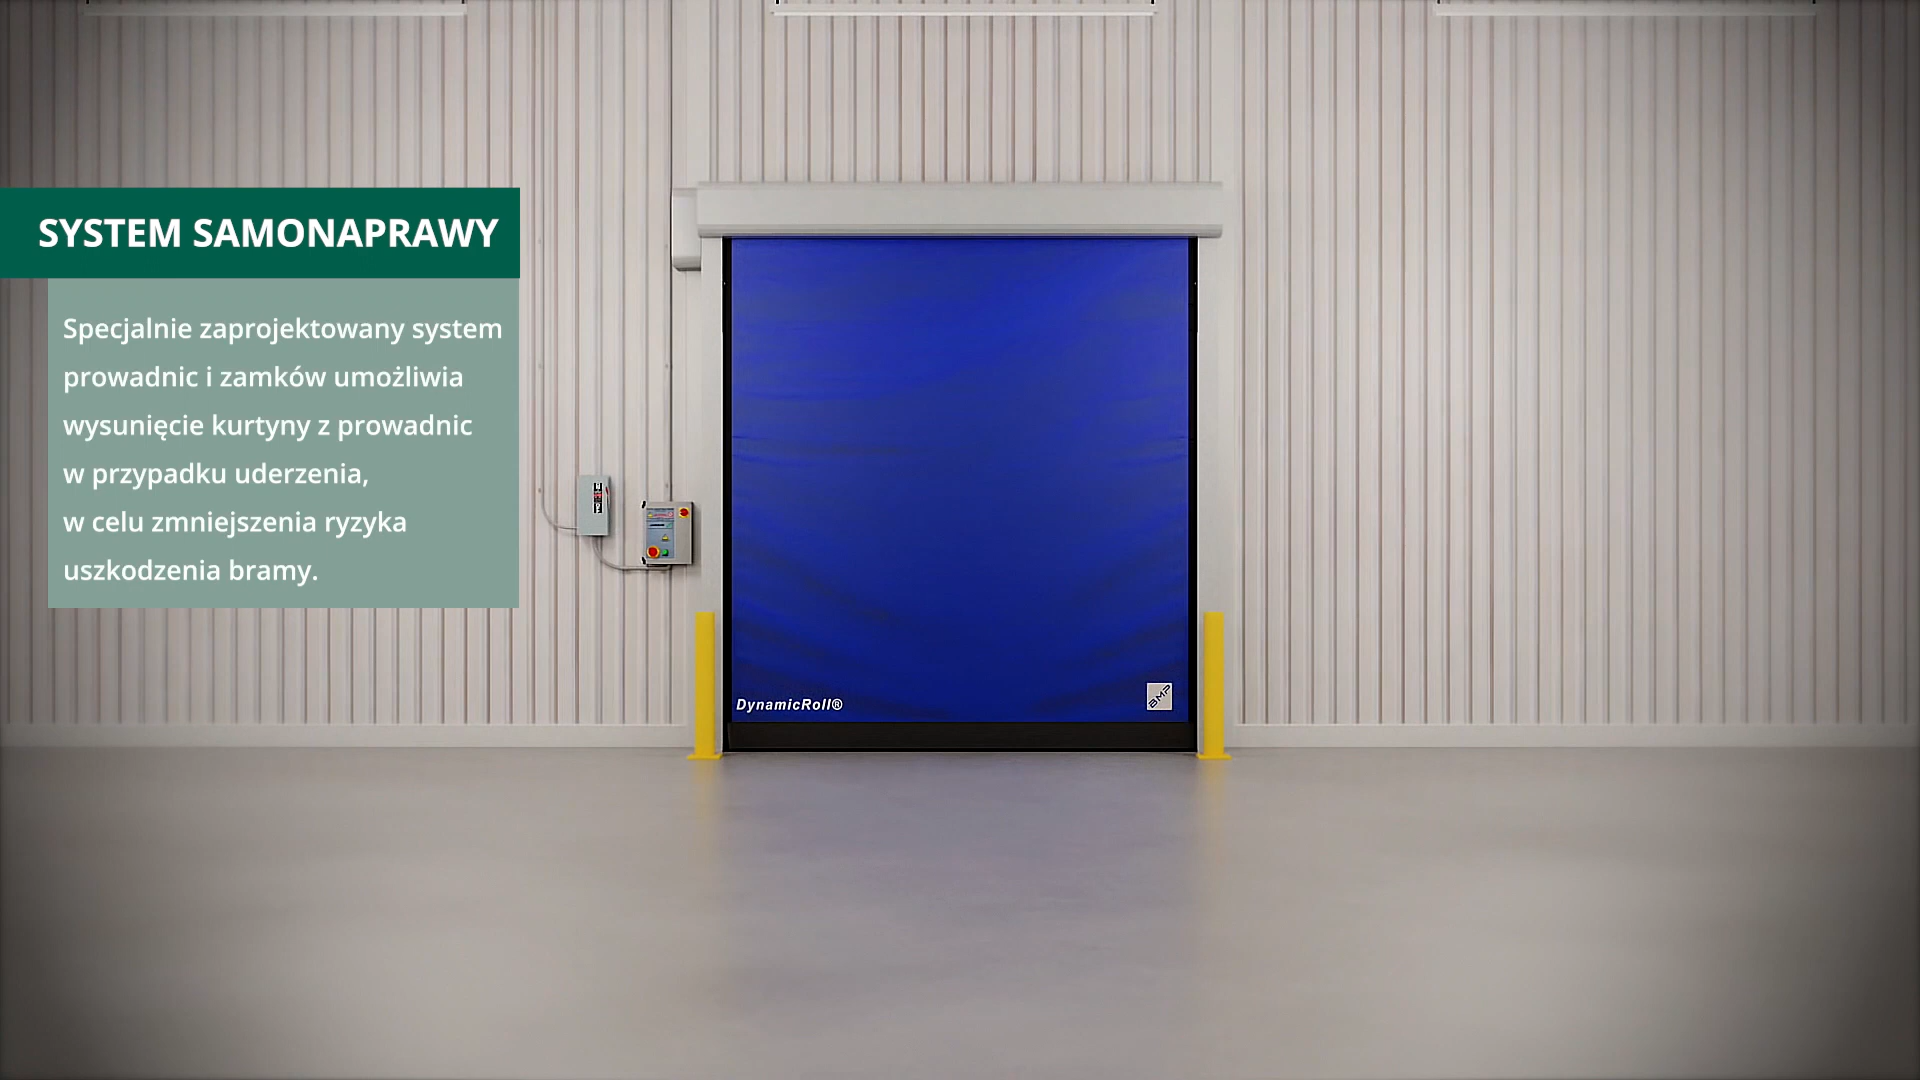 SYSTEM SAMONAPRAWY
Specjalnie zaprojektowany system
prowadnic i zamków umożliwia
wysunięcie kurtyny z prowadnic
w przypadku uderzenia,
w celu zmniejszenia ryzyka
uszkodzenia bramy.
DynamicRoll®
BMP